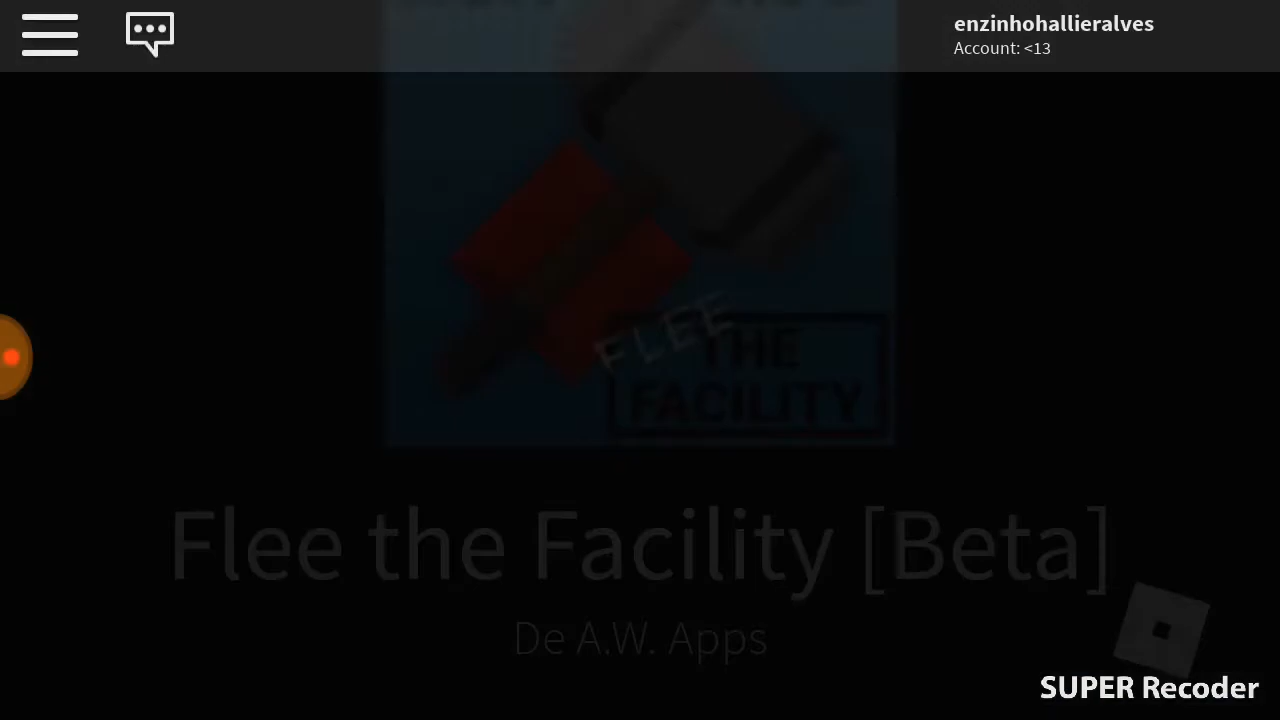 enzinhohallieralves
Account: <13
FLEE
THE
FACILITY
Flee the Facility [Beta]
De A.W. Apps
SUPER Recoder